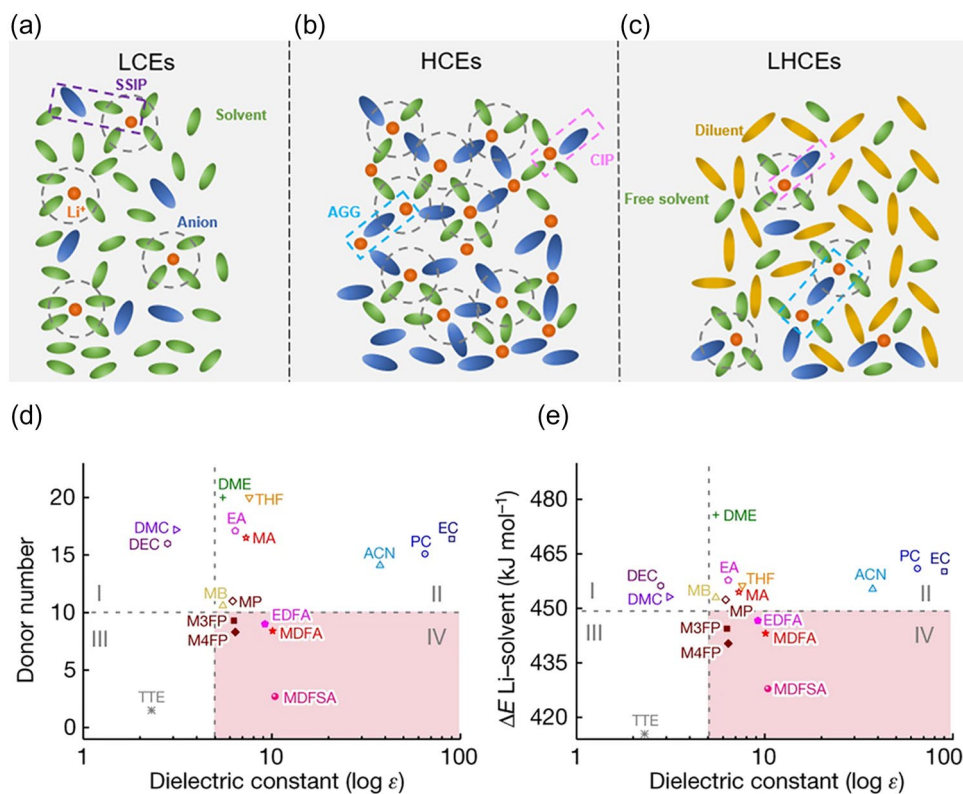 (a)
LCEs
SSIP
Solvent
Li⁺
Anion
(b)
HCEs
CIP
AGG
(c)
LHCEs
Diluent
Free solvent
(d)
Donor number
20
15
10
5
0
DME
THF
EA
MA
DMC
DEC
ACN
PC
EC
MB
MP
I
II
III
IV
M3FP
M4FP
EDFA
MDFA
MDFSA
TTE
1
10
100
Dielectric constant (log ε)
(e)
ΔE Li–solvent (kJ mol⁻¹)
480
465
450
435
420
DME
EA
THF
MA
DEC
DMC
ACN
PC
EC
MB
MP
I
II
III
IV
M3FP
M4FP
EDFA
MDFA
MDFSA
TTE
1
10
100
Dielectric constant (log ε)